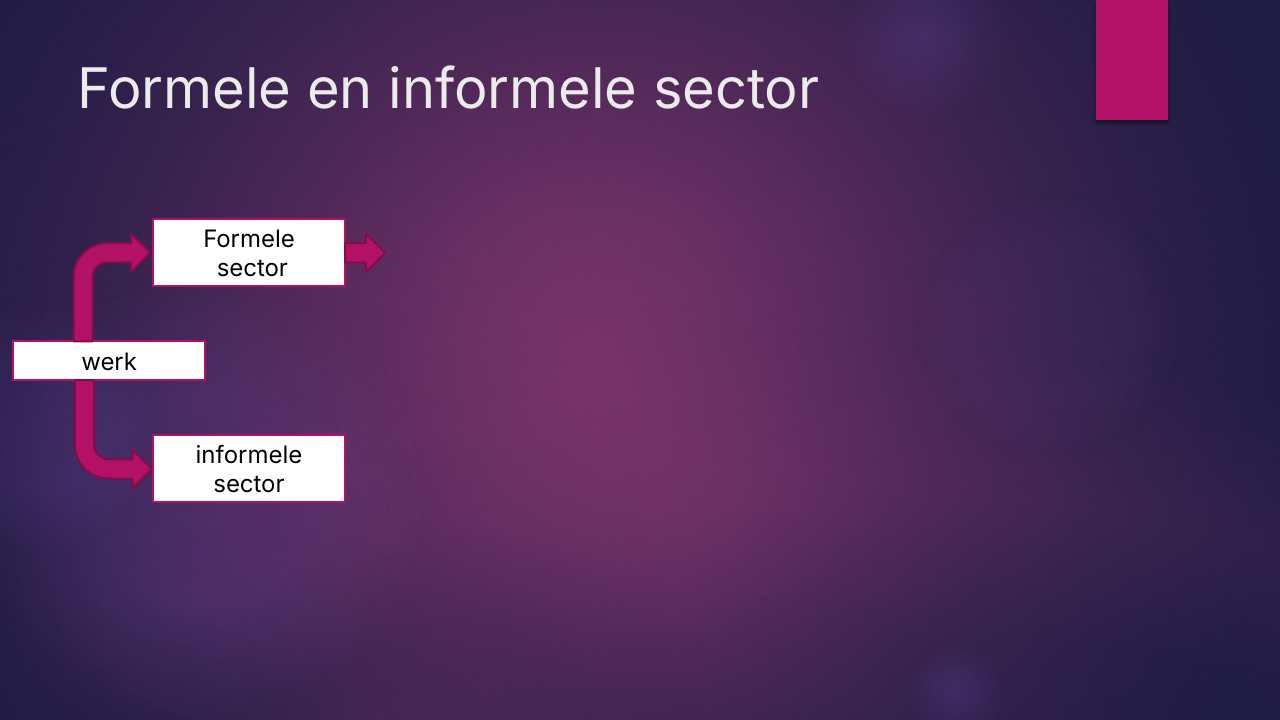 Formele en informele sector
Formele
sector
werk
informele
sector